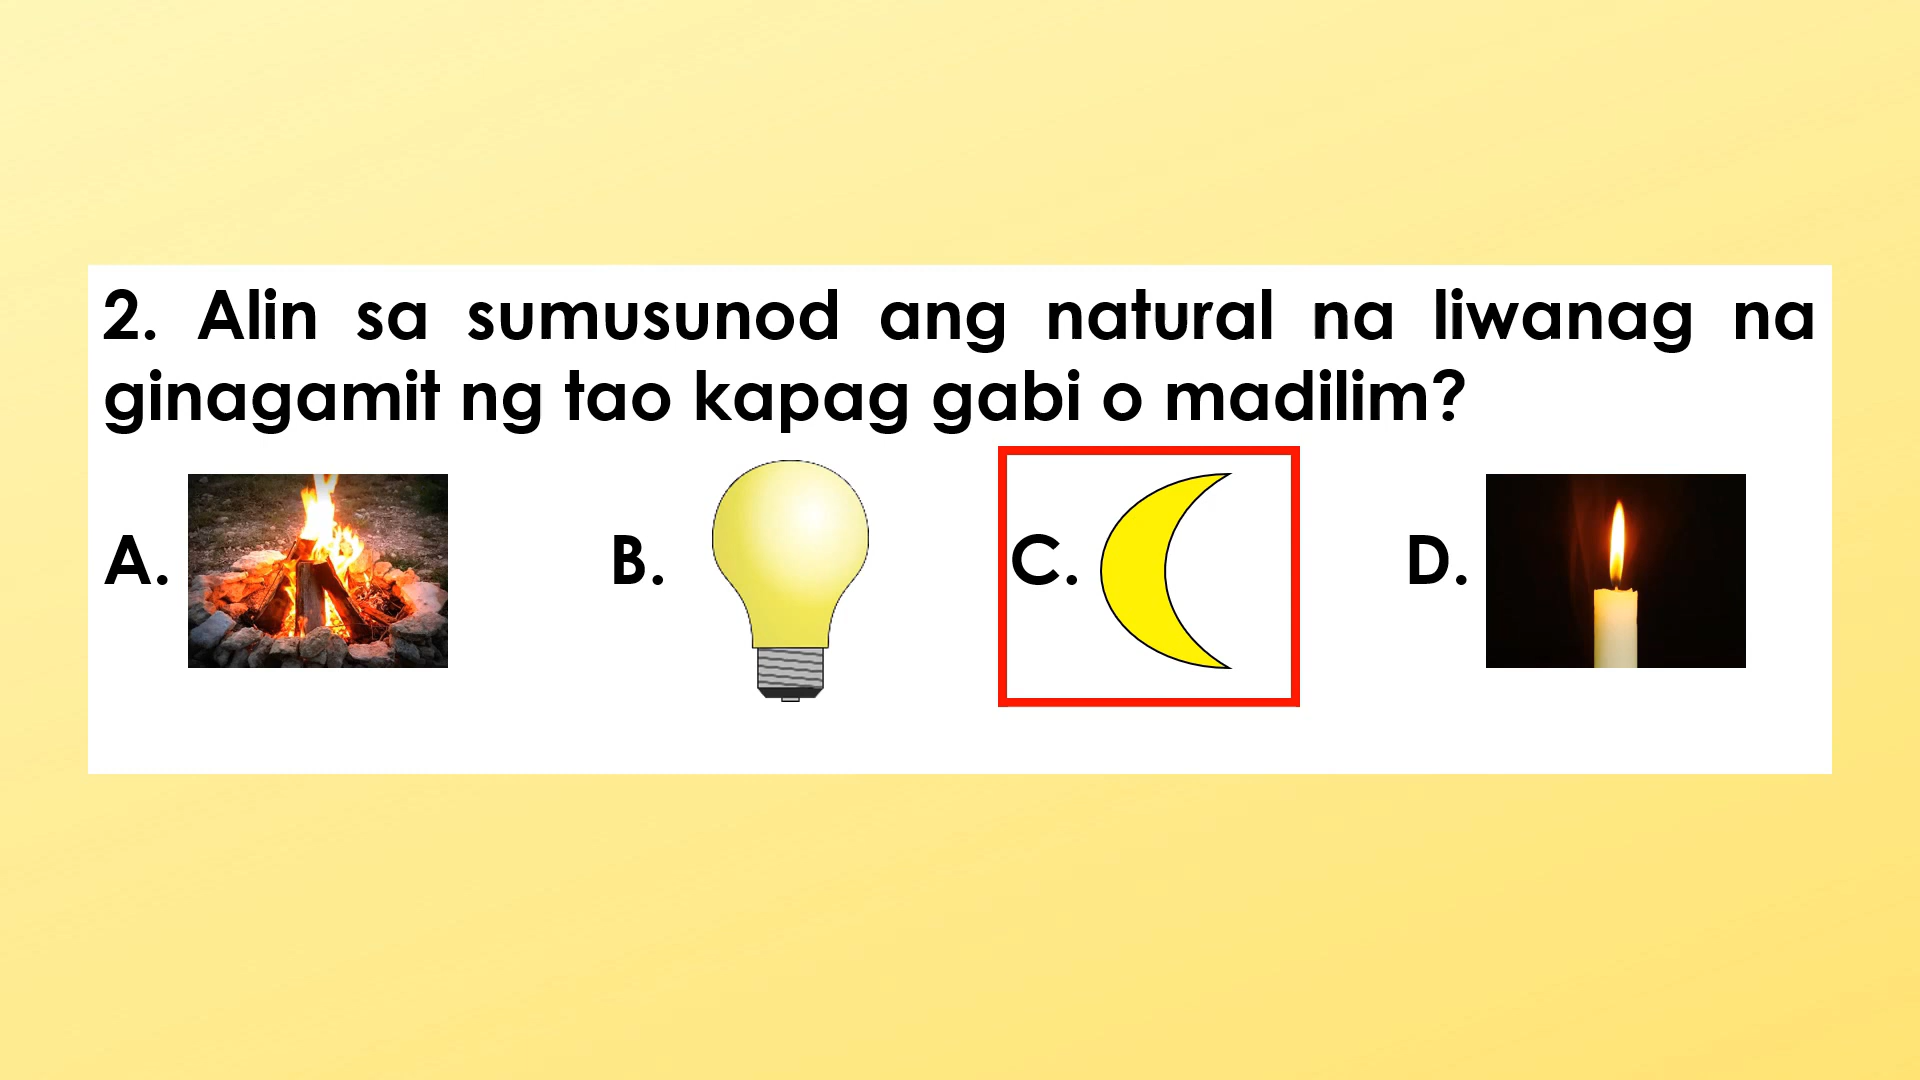 2. Alin sa sumusunod ang natural na liwanag na
ginagamit ng tao kapag gabi o madilim?
A. B. C. D.